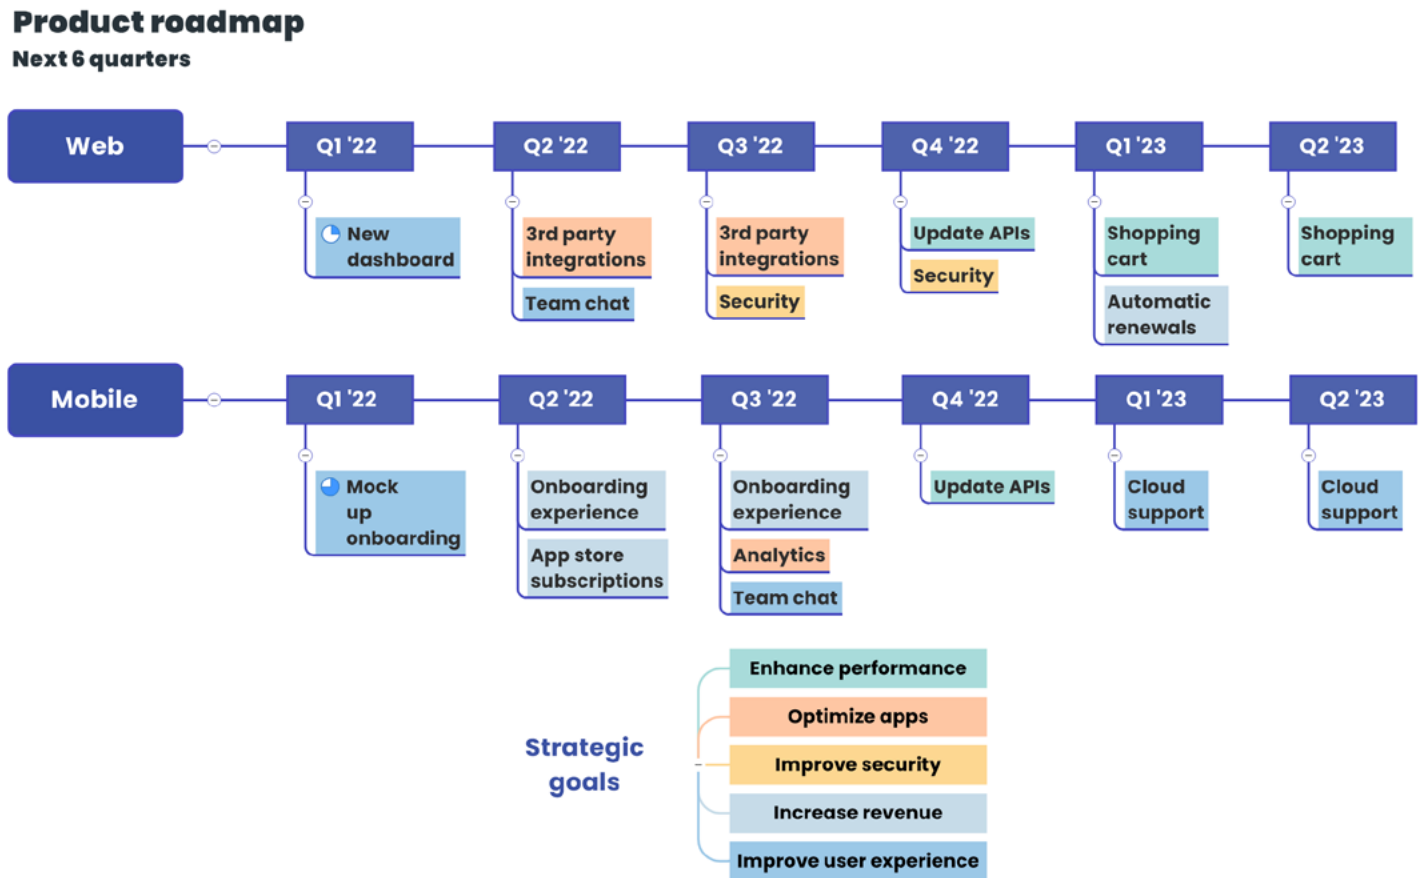 Product roadmap
Next 6 quarters
Web
Q1 '22
Q2 '22
Q3 '22
Q4 '22
Q1 '23
Q2 '23
New
dashboard
3rd party
integrations
Team chat
3rd party
integrations
Security
Update APIs
Security
Shopping
cart
Automatic
renewals
Shopping
cart
Mobile
Q1 '22
Q2 '22
Q3 '22
Q4 '22
Q1 '23
Q2 '23
Mock
up
onboarding
Onboarding
experience
App store
subscriptions
Onboarding
experience
Analytics
Team chat
Update APIs
Cloud
support
Cloud
support
Strategic
goals
Enhance performance
Optimize apps
Improve security
Increase revenue
Improve user experience